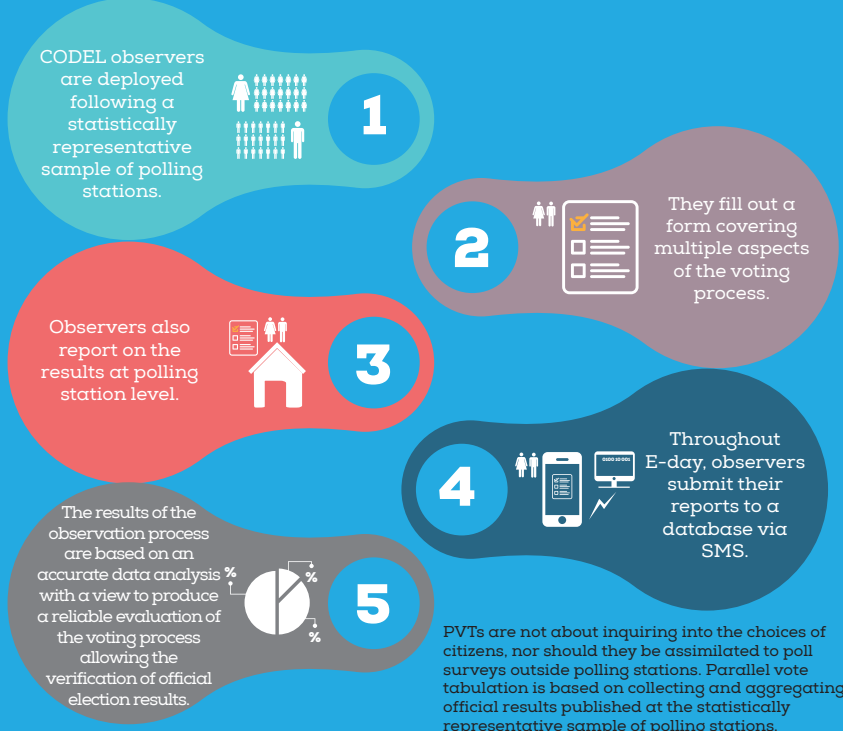 CODEL observers
are deployed
following a
statistically
representative
sample of polling
stations.
1
2
They fill out a
form covering
multiple aspects
of the voting
process.
Observers also
report on the
results at polling
station level.
3
4
0100 10 001
Throughout
E-day, observers
submit their
reports to a
database via
SMS.
The results of the
observation process
are based on an
accurate data analysis
with a view to produce
a reliable evaluation of
the voting process
allowing the
verification of official
election results.
%
%
%
5
PVTs are not about inquiring into the choices of
citizens, nor should they be assimilated to poll
surveys outside polling stations. Parallel vote
tabulation is based on collecting and aggregating
official results published at the statistically
representative sample of polling stations.